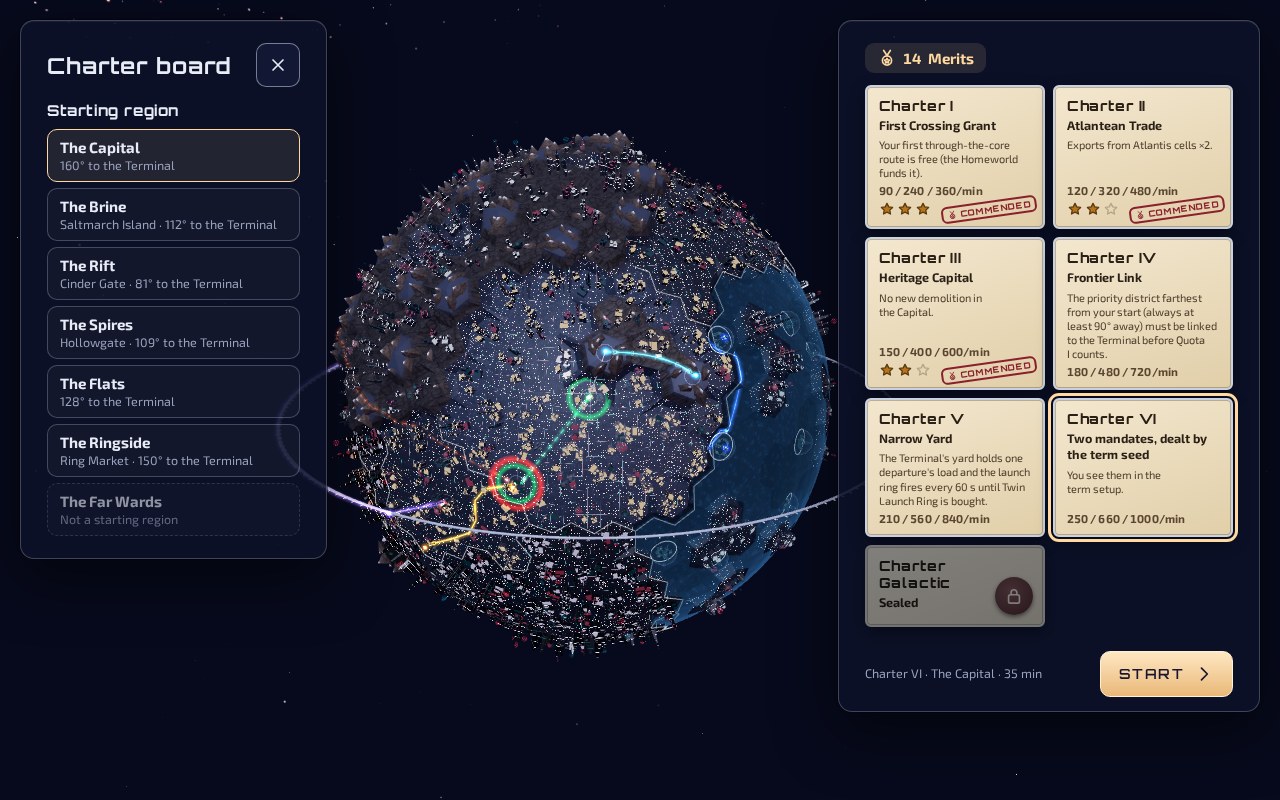 Charter board
Starting region
The Capital
160° to the Terminal
The Brine
Saltmarch Island · 112° to the Terminal
The Rift
Cinder Gate · 81° to the Terminal
The Spires
Hollowgate · 109° to the Terminal
The Flats
128° to the Terminal
The Ringside
Ring Market · 150° to the Terminal
The Far Wards
Not a starting region
14 Merits
Charter I
First Crossing Grant
Your first through-the-core
route is free (the Homeworld
funds it).
90 / 240 / 360/min
COMMENDED
Charter II
Atlantean Trade
Exports from Atlantis cells ×2.
120 / 320 / 480/min
COMMENDED
Charter III
Heritage Capital
No new demolition in
the Capital.
150 / 400 / 600/min
COMMENDED
Charter IV
Frontier Link
The priority district farthest
from your start (always at
least 90° away) must be linked
to the Terminal before Quota
I counts.
180 / 480 / 720/min
Charter V
Narrow Yard
The Terminal's yard holds one
departure's load and the launch
ring fires every 60 s until Twin
Launch Ring is bought.
210 / 560 / 840/min
Charter VI
Two mandates, dealt by
the term seed
You see them in the
term setup.
250 / 660 / 1000/min
Charter
Galactic
Sealed
Charter VI · The Capital · 35 min
START